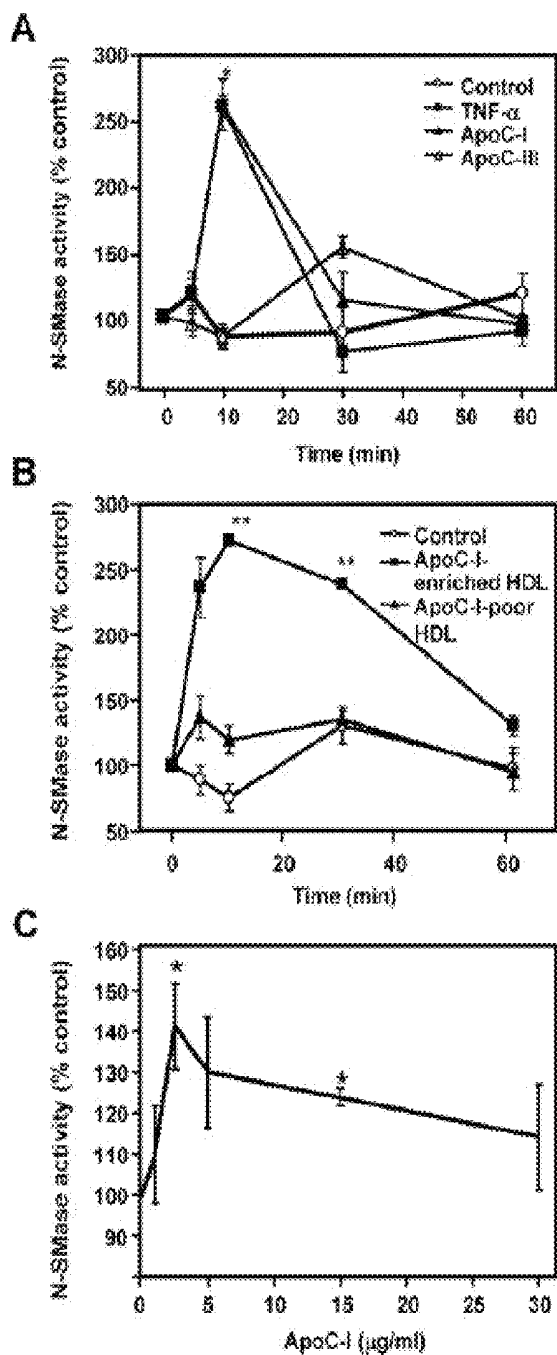 A
N-SMase activity (% control)
300
250
200
150
100
50
Control
TNF-α
ApoC-I
ApoC-III
*
0
10
20
30
40
50
60
Time (min)
B
N-SMase activity (% control)
300
250
200
150
100
50
**
**
Control
ApoC-I-
enriched HDL
ApoC-I-poor
HDL
0
20
40
60
Time (min)
C
N-SMase activity (% control)
160
150
140
130
120
110
100
90
*
*
0
5
10
15
20
25
30
ApoC-I (µg/ml)